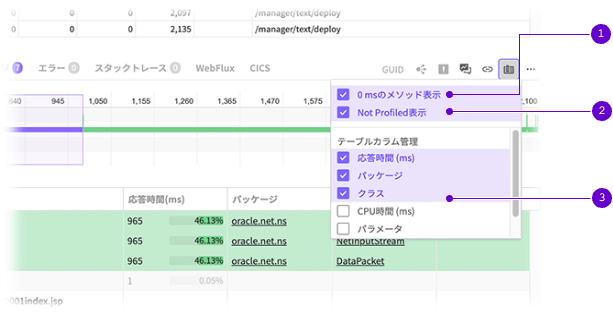 0 0 2,097 /manager/text/deploy
0 0 2,135 /manager/text/deploy
1
7 エラー 0 スタックトレース 0 WebFlux CICS GUID
0 msのメソッド表示
2
Not Profiled表示
840 945 1,050 1,155 1,260 1,365 1,470 1,575 2,100
テーブルカラム管理
応答時間 (ms)
パッケージ
3
クラス
応答時間(ms) パッケージ
CPU時間 (ms)
965 46.13% oracle.net.ns
パラメータ
965 46.13% oracle.net.ns NetInputStream
965 46.13% oracle.net.ns DataPacket
1 0.05%
001index.jsp